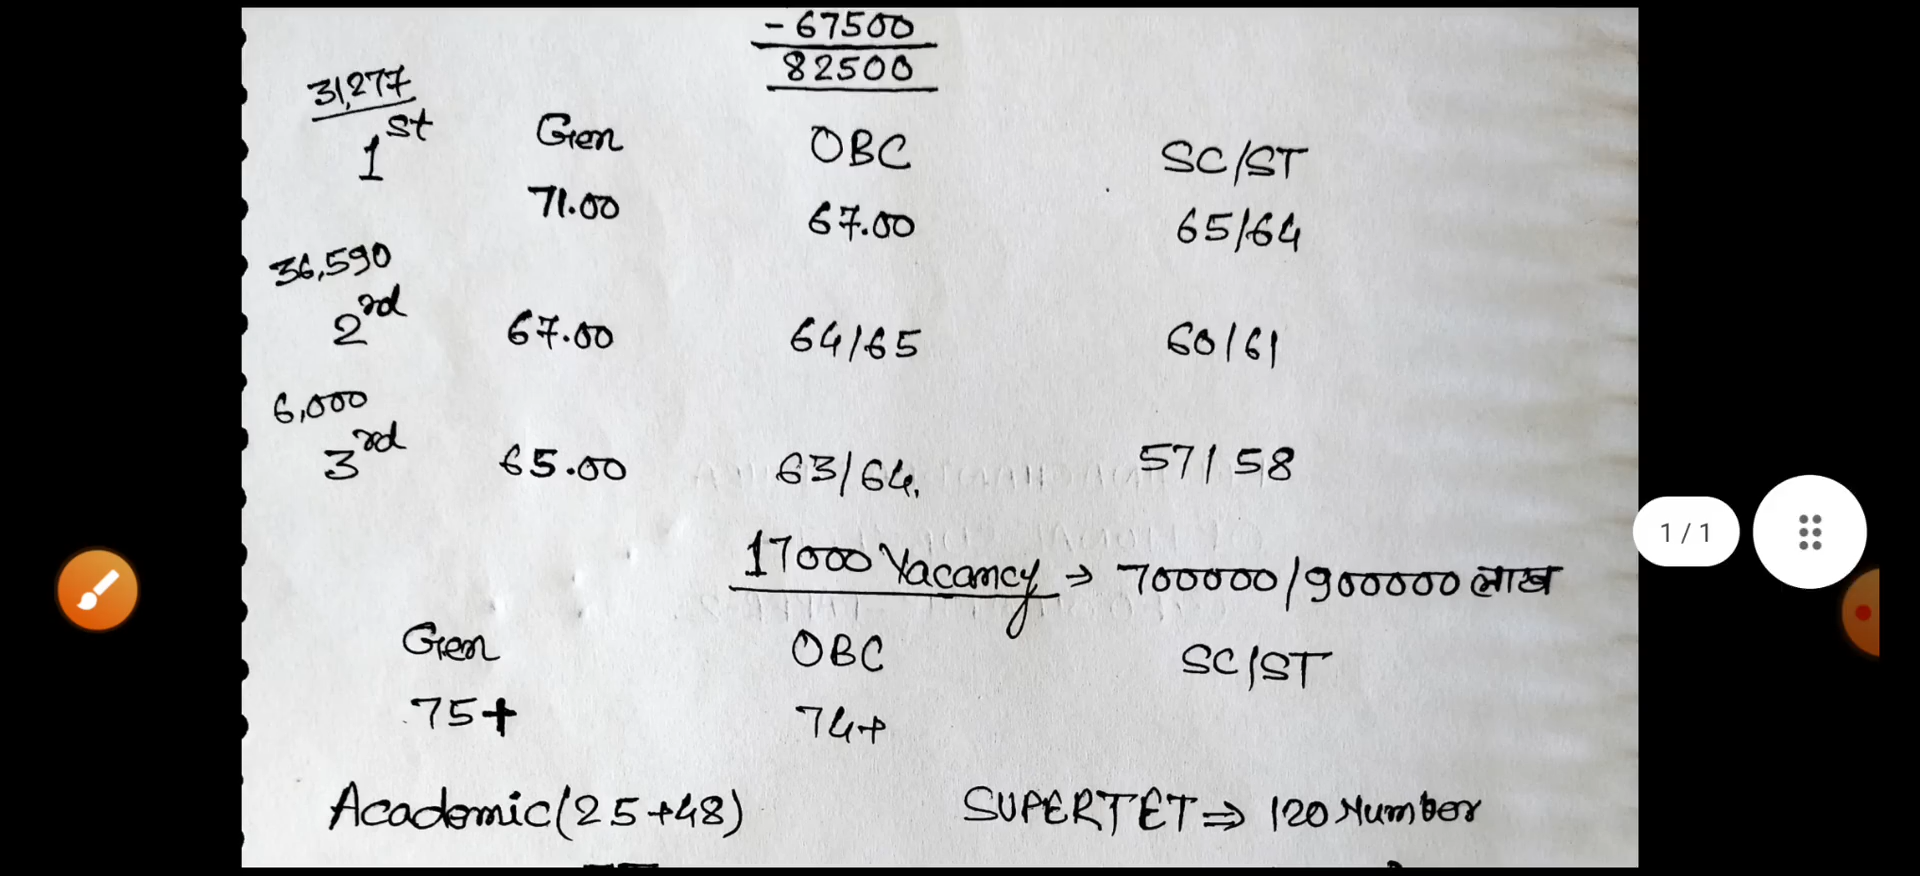 - 67500
82500
31,277
1st Gen OBC SC/ST
71.00 67.00 65/64
36,590
2rd 67.00 64/65 60/61
6,000
3rd 65.00 63/64. 57/58
17000 Vacancy → 700000/900000 लाख
Gen OBC SC/ST
75+ 74+
Academic(25+48) SUPERTET ⇒ 120 Number
1/1